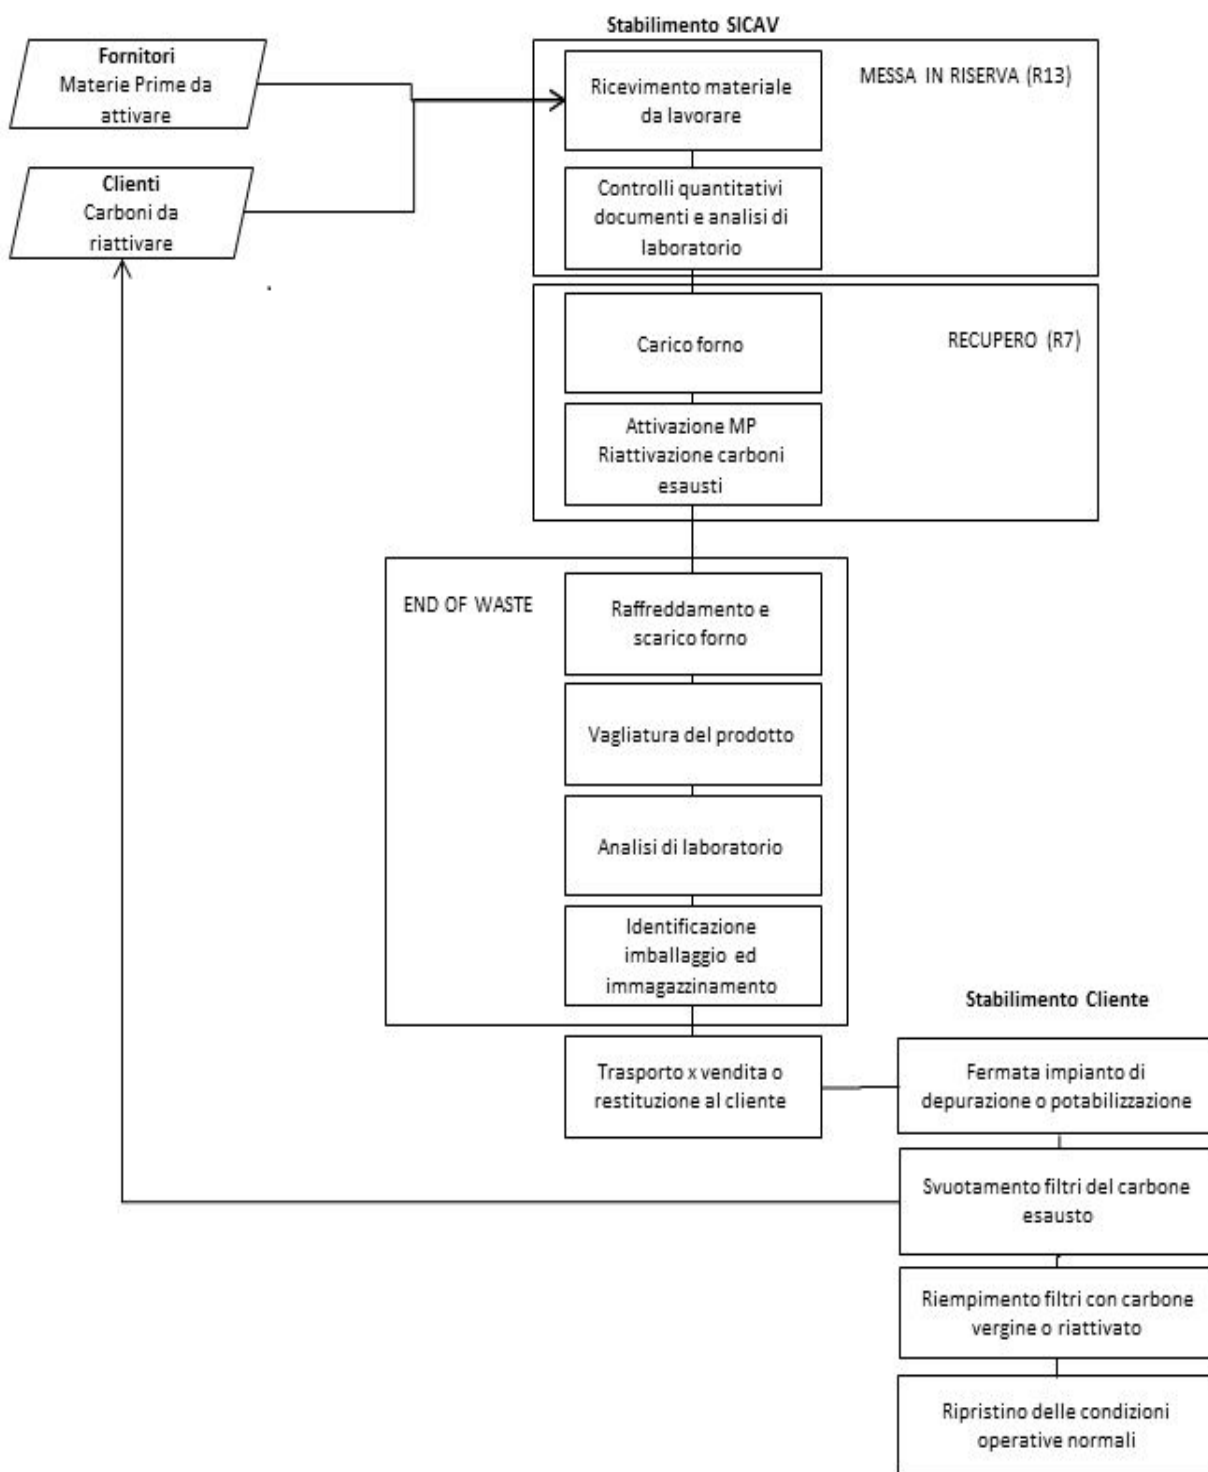 Stabilimento SICAV
Fornitori
Materie Prime da
attivare
Clienti
Carboni da
riattivare
MESSA IN RISERVA (R13)
Ricevimento materiale
da lavorare
Controlli quantitativi
documenti e analisi di
laboratorio
RECUPERO (R7)
Carico forno
Attivazione MP
Riattivazione carboni
esausti
END OF WASTE
Raffreddamento e
scarico forno
Vagliatura del prodotto
Analisi di laboratorio
Identificazione
imballaggio ed
immagazzinamento
Trasporto x vendita o
restituzione al cliente
Stabilimento Cliente
Fermata impianto di
depurazione o potabilizzazione
Svuotamento filtri del carbone
esausto
Riempimento filtri con carbone
vergine o riattivato
Ripristino delle condizioni
operative normali